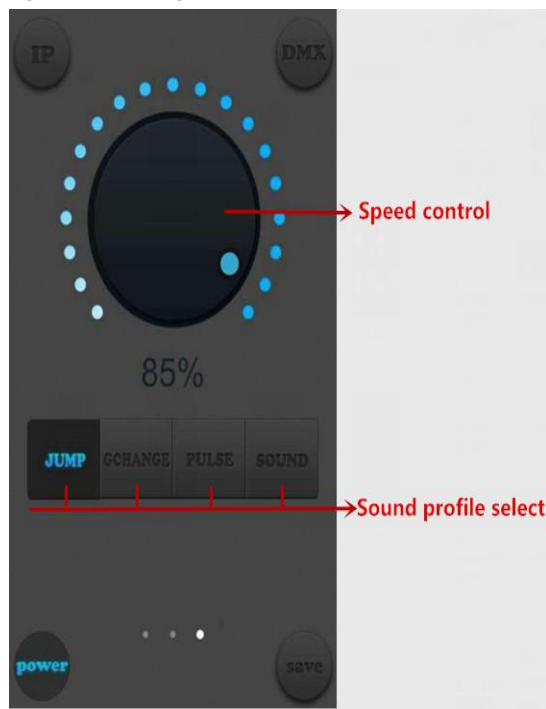 IP DMX
Speed control
85%
JUMP GCHANGE PULSE SOUND
Sound profile select
power save